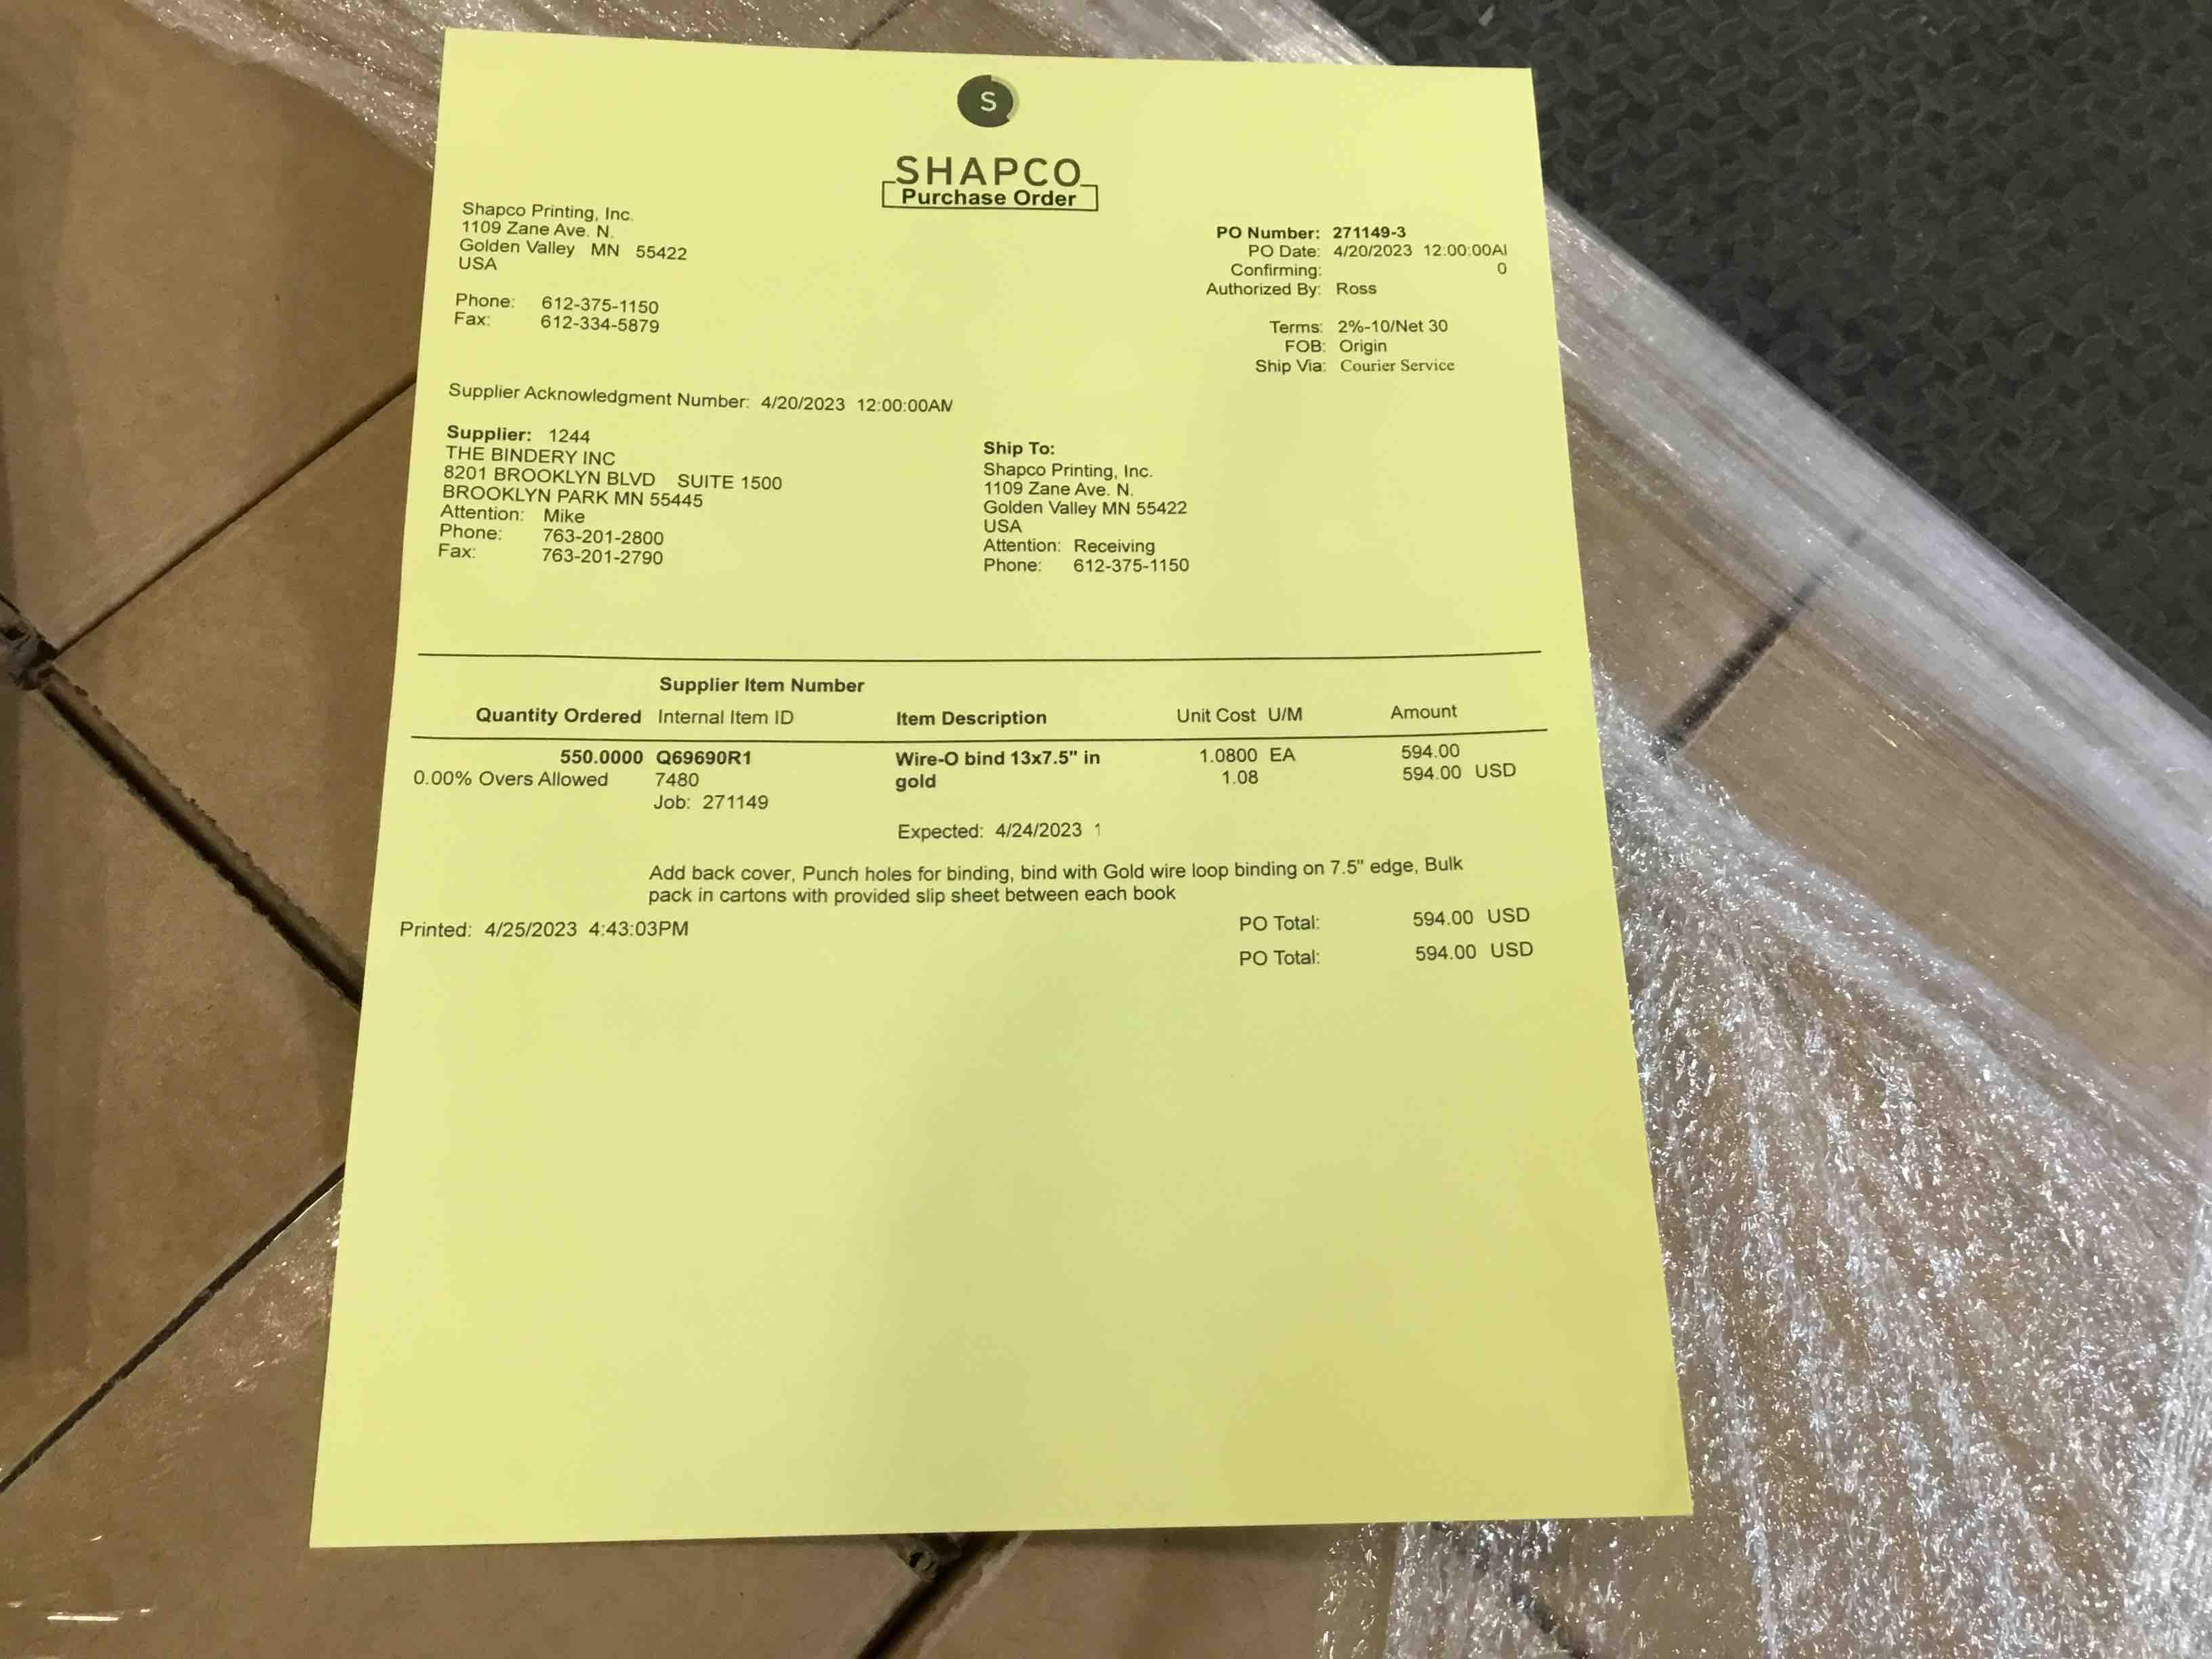 S
SHAPCO
Purchase Order
Shapco Printing, Inc.
1109 Zane Ave. N.
Golden Valley MN 55422
USA
Phone: 612-375-1150
Fax: 612-334-5879
PO Number: 271149-3
PO Date: 4/20/2023 12:00:00AI
Confirming: 0
Authorized By: Ross
Terms: 2%-10/Net 30
FOB: Origin
Ship Via: Courier Service
Supplier Acknowledgment Number: 4/20/2023 12:00:00AM
Supplier: 1244
THE BINDERY INC
8201 BROOKLYN BLVD SUITE 1500
BROOKLYN PARK MN 55445
Attention: Mike
Phone: 763-201-2800
Fax: 763-201-2790
Ship To:
Shapco Printing, Inc.
1109 Zane Ave. N.
Golden Valley MN 55422
USA
Attention: Receiving
Phone: 612-375-1150
Supplier Item Number
Quantity Ordered Internal Item ID Item Description Unit Cost U/M Amount
550.0000 Q69690R1 Wire-O bind 13x7.5" in 1.0800 EA 594.00
0.00% Overs Allowed 7480 gold 1.08 594.00 USD
Job: 271149
Expected: 4/24/2023 1
Add back cover, Punch holes for binding, bind with Gold wire loop binding on 7.5" edge, Bulk
pack in cartons with provided slip sheet between each book
Printed: 4/25/2023 4:43:03PM
PO Total: 594.00 USD
PO Total: 594.00 USD